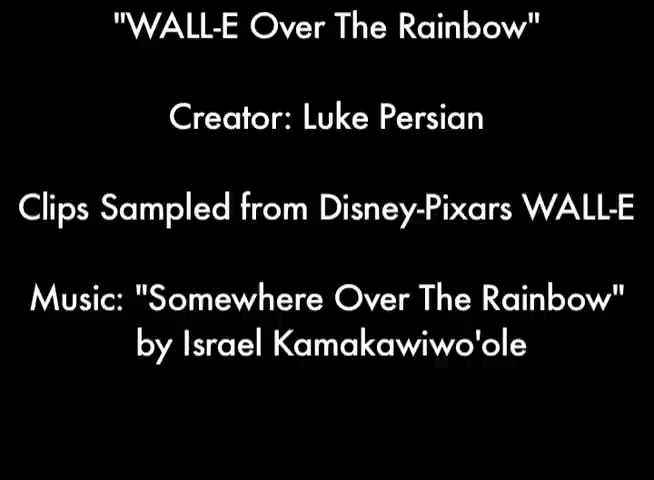 "WALL-E Over The Rainbow"
Creator: Luke Persian
Clips Sampled from Disney-Pixars WALL-E
Music: "Somewhere Over The Rainbow"
by Israel Kamakawiwo'ole